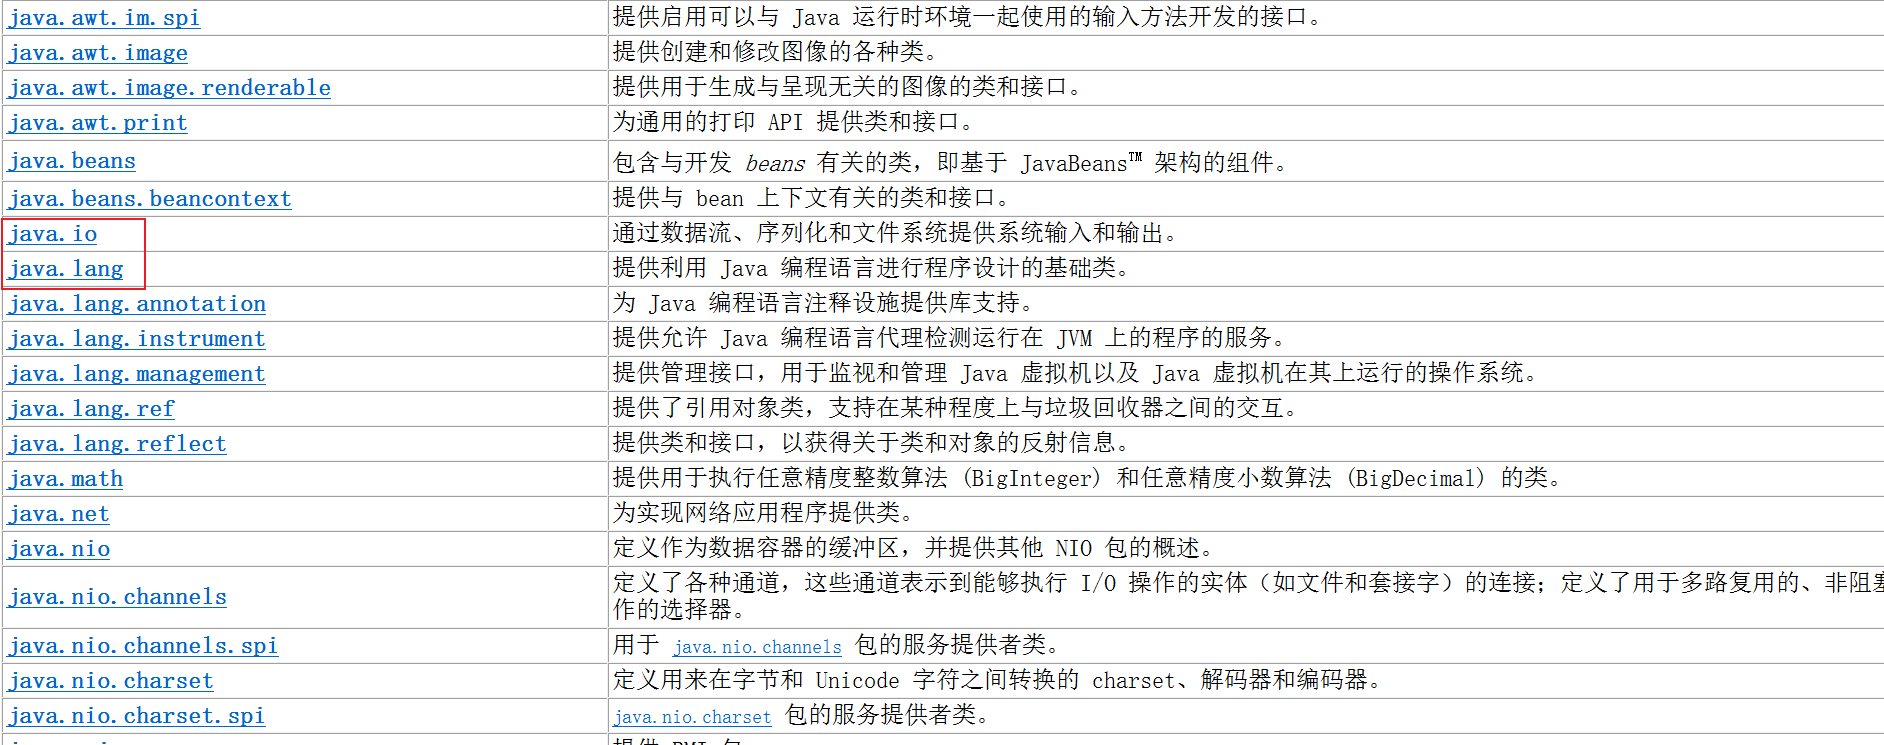 java.awt.im.spi 提供启用可以与 Java 运行时环境一起使用的输入方法开发的接口。
java.awt.image 提供创建和修改图像的各种类。
java.awt.image.renderable 提供用于生成与呈现无关的图像的类和接口。
java.awt.print 为通用的打印 API 提供类和接口。
java.beans 包含与开发 beans 有关的类，即基于 JavaBeans™ 架构的组件。
java.beans.beancontext 提供与 bean 上下文有关的类和接口。
java.io 通过数据流、序列化和文件系统提供系统输入和输出。
java.lang 提供利用 Java 编程语言进行程序设计的基础类。
java.lang.annotation 为 Java 编程语言注释设施提供库支持。
java.lang.instrument 提供允许 Java 编程语言代理检测运行在 JVM 上的程序的服务。
java.lang.management 提供管理接口，用于监视和管理 Java 虚拟机以及 Java 虚拟机在其上运行的操作系统。
java.lang.ref 提供了引用对象类，支持在某种程度上与垃圾回收器之间的交互。
java.lang.reflect 提供类和接口，以获得关于类和对象的反射信息。
java.math 提供用于执行任意精度整数算法 (BigInteger) 和任意精度小数算法 (BigDecimal) 的类。
java.net 为实现网络应用程序提供类。
java.nio 定义作为数据容器的缓冲区，并提供其他 NIO 包的概述。
java.nio.channels 定义了各种通道，这些通道表示到能够执行 I/O 操作的实体（如文件和套接字）的连接；定义了用于多路复用的、非阻塞
作的选择器。
java.nio.channels.spi 用于 java.nio.channels 包的服务提供者类。
java.nio.charset 定义用来在字节和 Unicode 字符之间转换的 charset、解码器和编码器。
java.nio.charset.spi java.nio.charset 包的服务提供者类。